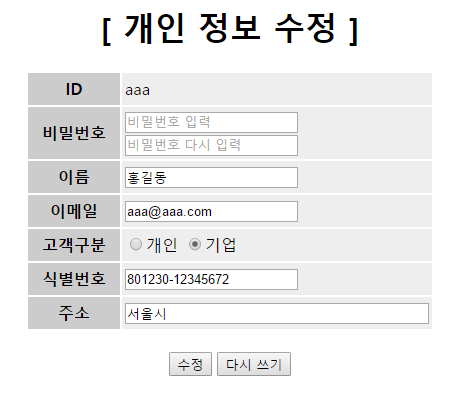 [ 개인 정보 수정 ]
ID aaa
비밀번호 비밀번호 입력
비밀번호 다시 입력
이름 홍길동
이메일 aaa@aaa.com
고객구분 개인 기업
식별번호 801230-12345672
주소 서울시
수정 다시 쓰기